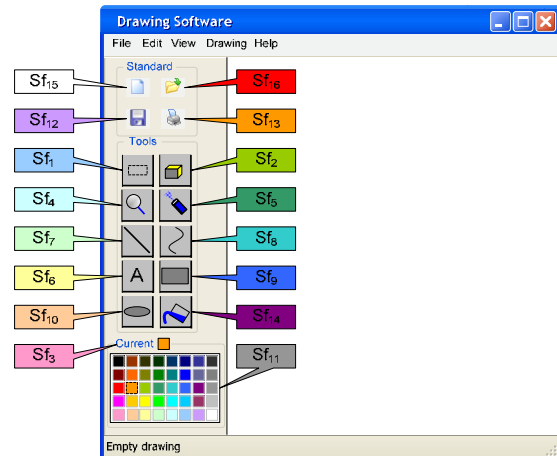 Drawing Software
File Edit View Drawing Help
Standard
Sf15
Sf16
Sf12
Sf13
Tools
Sf1
Sf2
Sf4
Sf5
Sf7
Sf8
Sf6
A
Sf9
Sf10
Sf14
Current
Sf3
Sf11
Empty drawing